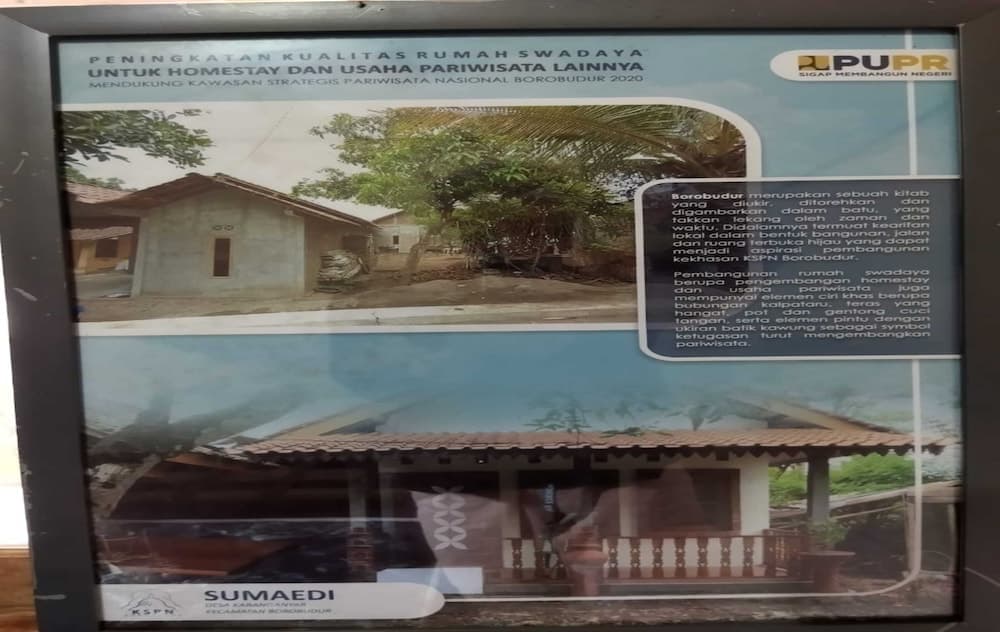 PENINGKATAN KUALITAS RUMAH SWADAYA
UNTUK HOMESTAY DAN USAHA PARIWISATA LAINNYA
MENDUKUNG KAWASAN STRATEGIS PARIWISATA NASIONAL BOROBUDUR 2020
PUPR
SIGAP MEMBANGUN NEGERI
Borobudur merupakan sebuah kitab
yang diukir, ditorehkan dan
digambarkan dalam batu, yang
takkan lekang oleh zaman dan
waktu. Didalamnya termuat kearifan
lokal dalam bentuk bangunan, jalan
dan ruang terbuka hijau yang dapat
menjadi aspirasi pembangunan
kekhasan KSPN Borobudur.
Pembangunan rumah swadaya
berupa pengembangan homestay
dan usaha pariwisata juga
mempunyai elemen ciri khas berupa
bubungan kalpataru, teras yang
hangat, pot dan gentong cuci
tangan, serta elemen pintu dengan
ukiran batik kawung sebagai symbol
ketugasan turut mengembangkan
pariwisata.
KSPN
SUMAEDI
DESA KARANGANYAR
KECAMATAN BOROBUDUR